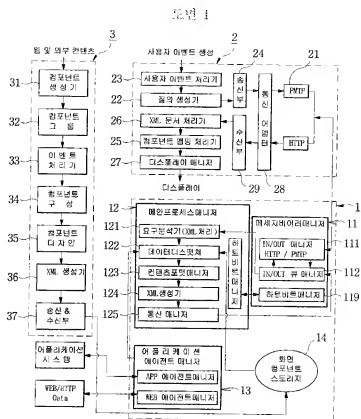 도면 1
웹 및 외부 컨텐츠
3
31
컴포넌트
생성기
32
컴포넌트
그룹
33
이벤트
처리기
34
컴포넌트
구성
35
컴포넌트
디자인
36
XML 생성기
37
송신 &
수신부
어플리케이션
시스템
WEB/HTTP
Data
사용자 이벤트 생성
2
24
21
23
사용자 이벤트 처리기
22
질의 생성기
26
XML 문서 처리기
25
컴포넌트 맵핑 처리기
27
디스플레이 매니저
송신부
수신부
29
통신 어댑터
28
PMTP
HTTP
디스플레이
1
12
메인프로세스매니저
121
요구분석기(XML처리)
122
데이터디스팻쳐
123
컨텐츠포맷매니저
124
XML생성기
125
통신 매니저
하트비트매니저
11
메세지비히어매니저
111
IN/OUT 매니저
HTTP / PMTP
112
IN/OUT 큐 매니저
119
하트비트매니저
어플리케이션
에이전트 매니저
APP 에이전트매니저
WEB 에이전트매니저
13
14
화면
컴포넌트
스토리지